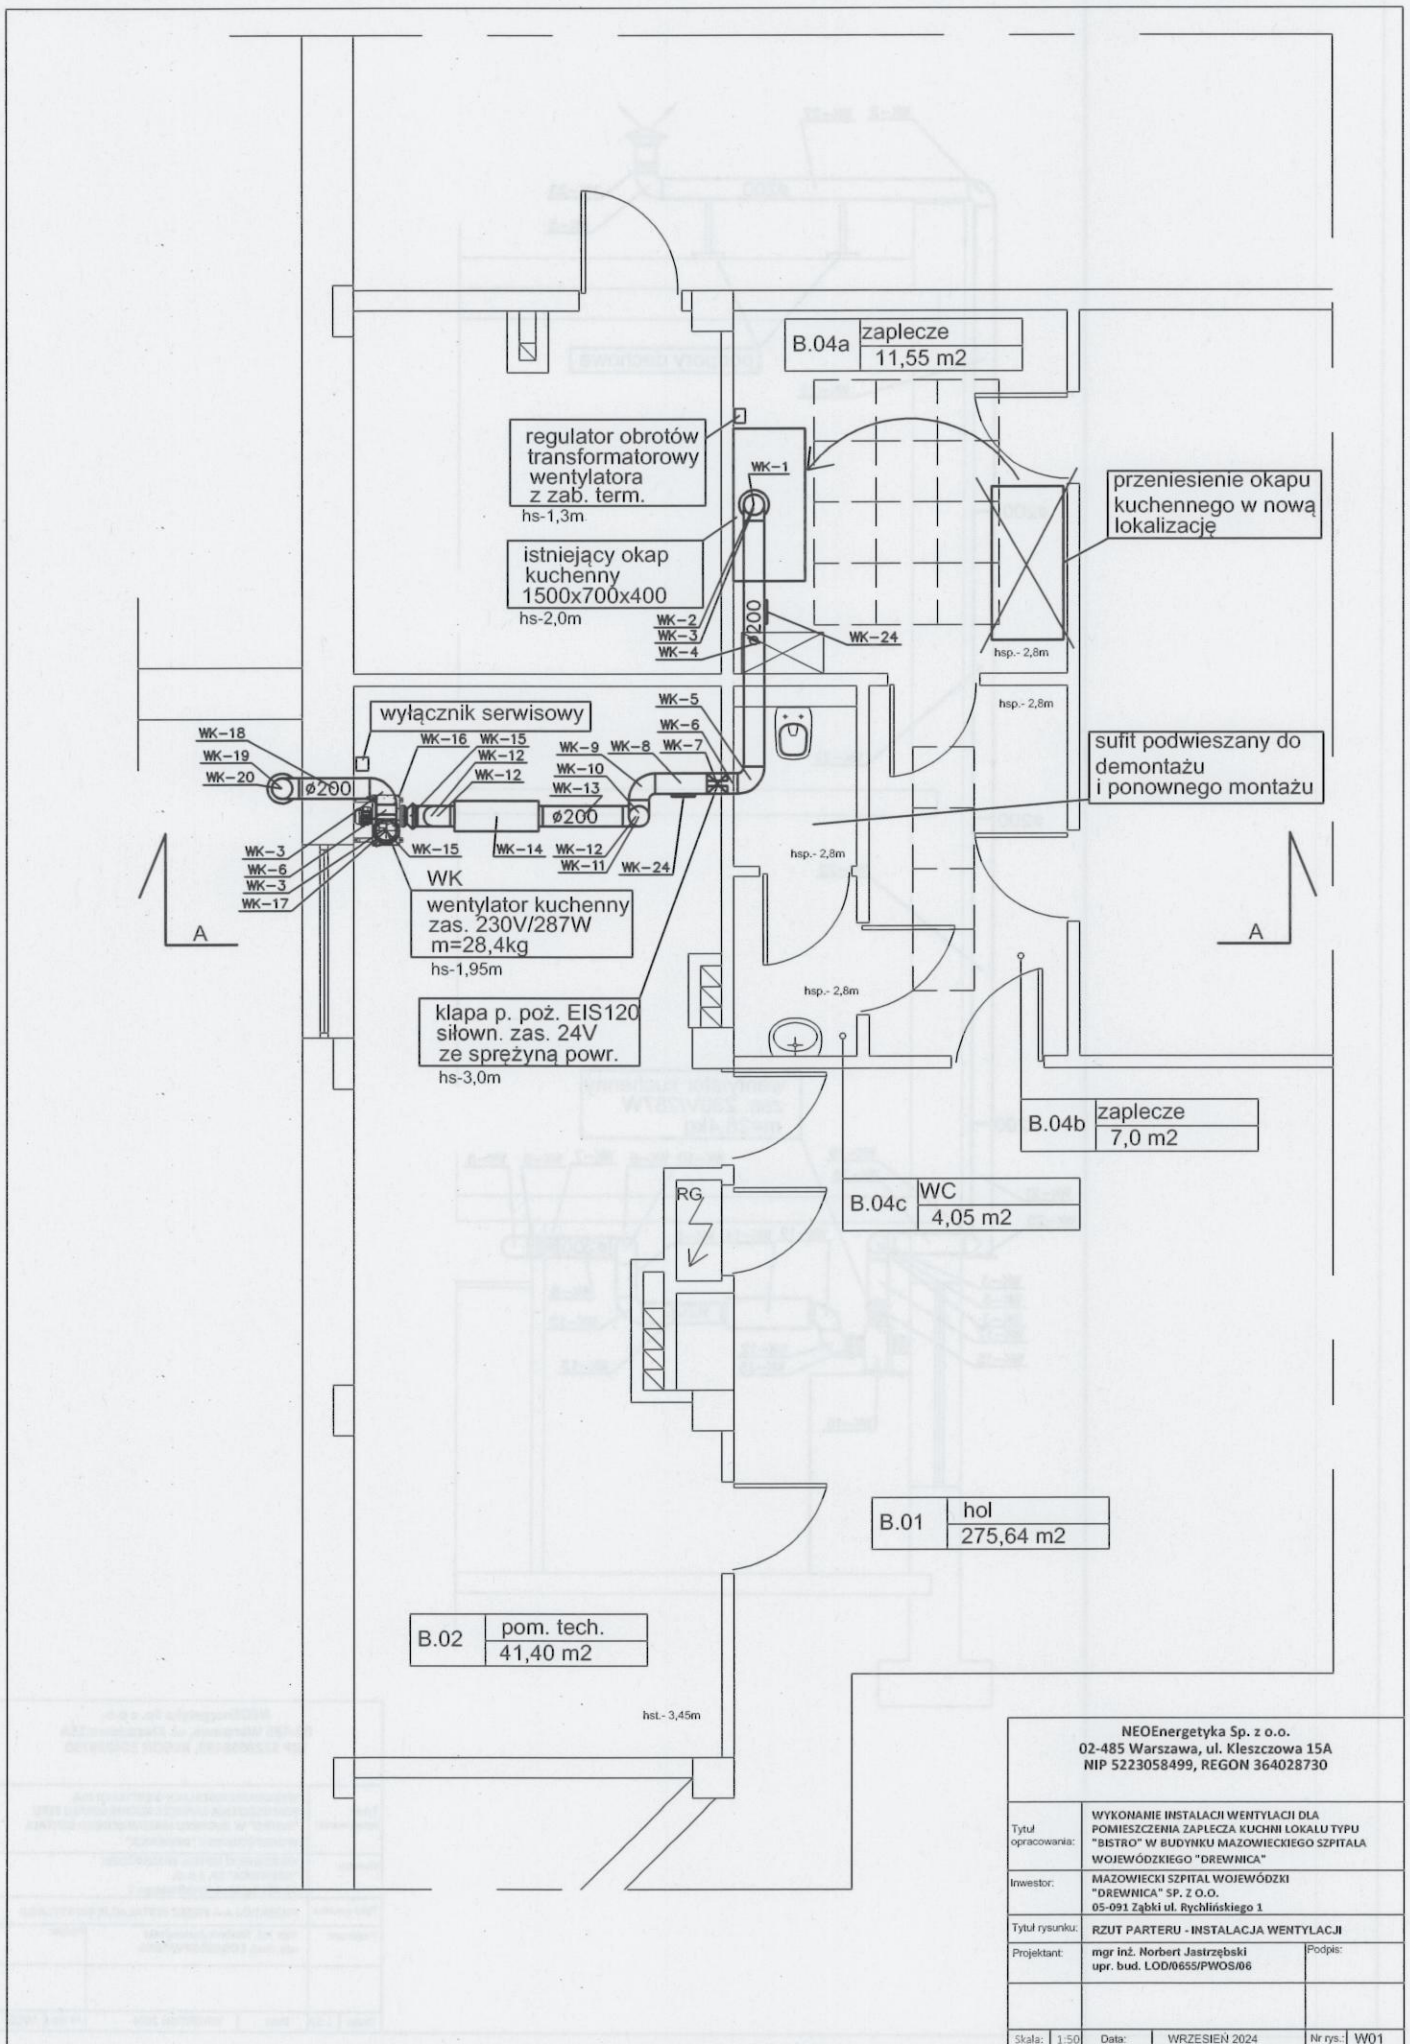 B.04a
zaplecze
11,55 m2
regulator obrotów
transformatorowy
wentylatora
z zab. term.
hs-1,3m
WK-1
przeniesienie okapu
kuchennego w nową
lokalizację
istniejący okap
kuchenny
1500x700x400
hs-2,0m
WK-2
WK-3
WK-4
ø200
WK-24
hsp.- 2,8m
hsp.- 2,8m
wyłącznik serwisowy
WK-5
WK-6
WK-7
WK-18
WK-19
WK-20
ø200
WK-16
WK-15
WK-12
WK-12
WK-9
WK-8
WK-10
WK-13
ø200
sufit podwieszany do
demontażu
i ponownego montażu
WK-3
WK-6
WK-3
WK-17
WK-15
WK-14
WK-12
WK-11
WK-24
hsp.- 2,8m
WK
wentylator kuchenny
zas. 230V/287W
m=28,4kg
hs-1,95m
A
A
hsp.- 2,8m
klapa p. poż. EIS120
siłown. zas. 24V
ze sprężyną powr.
hs-3,0m
B.04b
zaplecze
7,0 m2
RG
B.04c
WC
4,05 m2
B.01
hol
275,64 m2
B.02
pom. tech.
41,40 m2
hst.- 3,45m
NEOEnergetyka Sp. z o.o.
02-485 Warszawa, ul. Kleszczowa 15A
NIP 5223058499, REGON 364028730
Tytuł
opracowania:
WYKONANIE INSTALACJI WENTYLACJI DLA
POMIESZCZENIA ZAPLECZA KUCHNI LOKALU TYPU
"BISTRO" W BUDYNKU MAZOWIECKIEGO SZPITALA
WOJEWÓDZKIEGO "DREWNICA"
Inwestor:
MAZOWIECKI SZPITAL WOJEWÓDZKI
"DREWNICA" SP. Z O.O.
05-091 Ząbki ul. Rychlińskiego 1
Tytuł rysunku:
RZUT PARTERU - INSTALACJA WENTYLACJI
Projektant:
mgr inż. Norbert Jastrzębski
upr. bud. LOD/0655/PWOS/06
Podpis:
Skala: 1:50 Data: WRZESIEŃ 2024 Nr rys.: W01